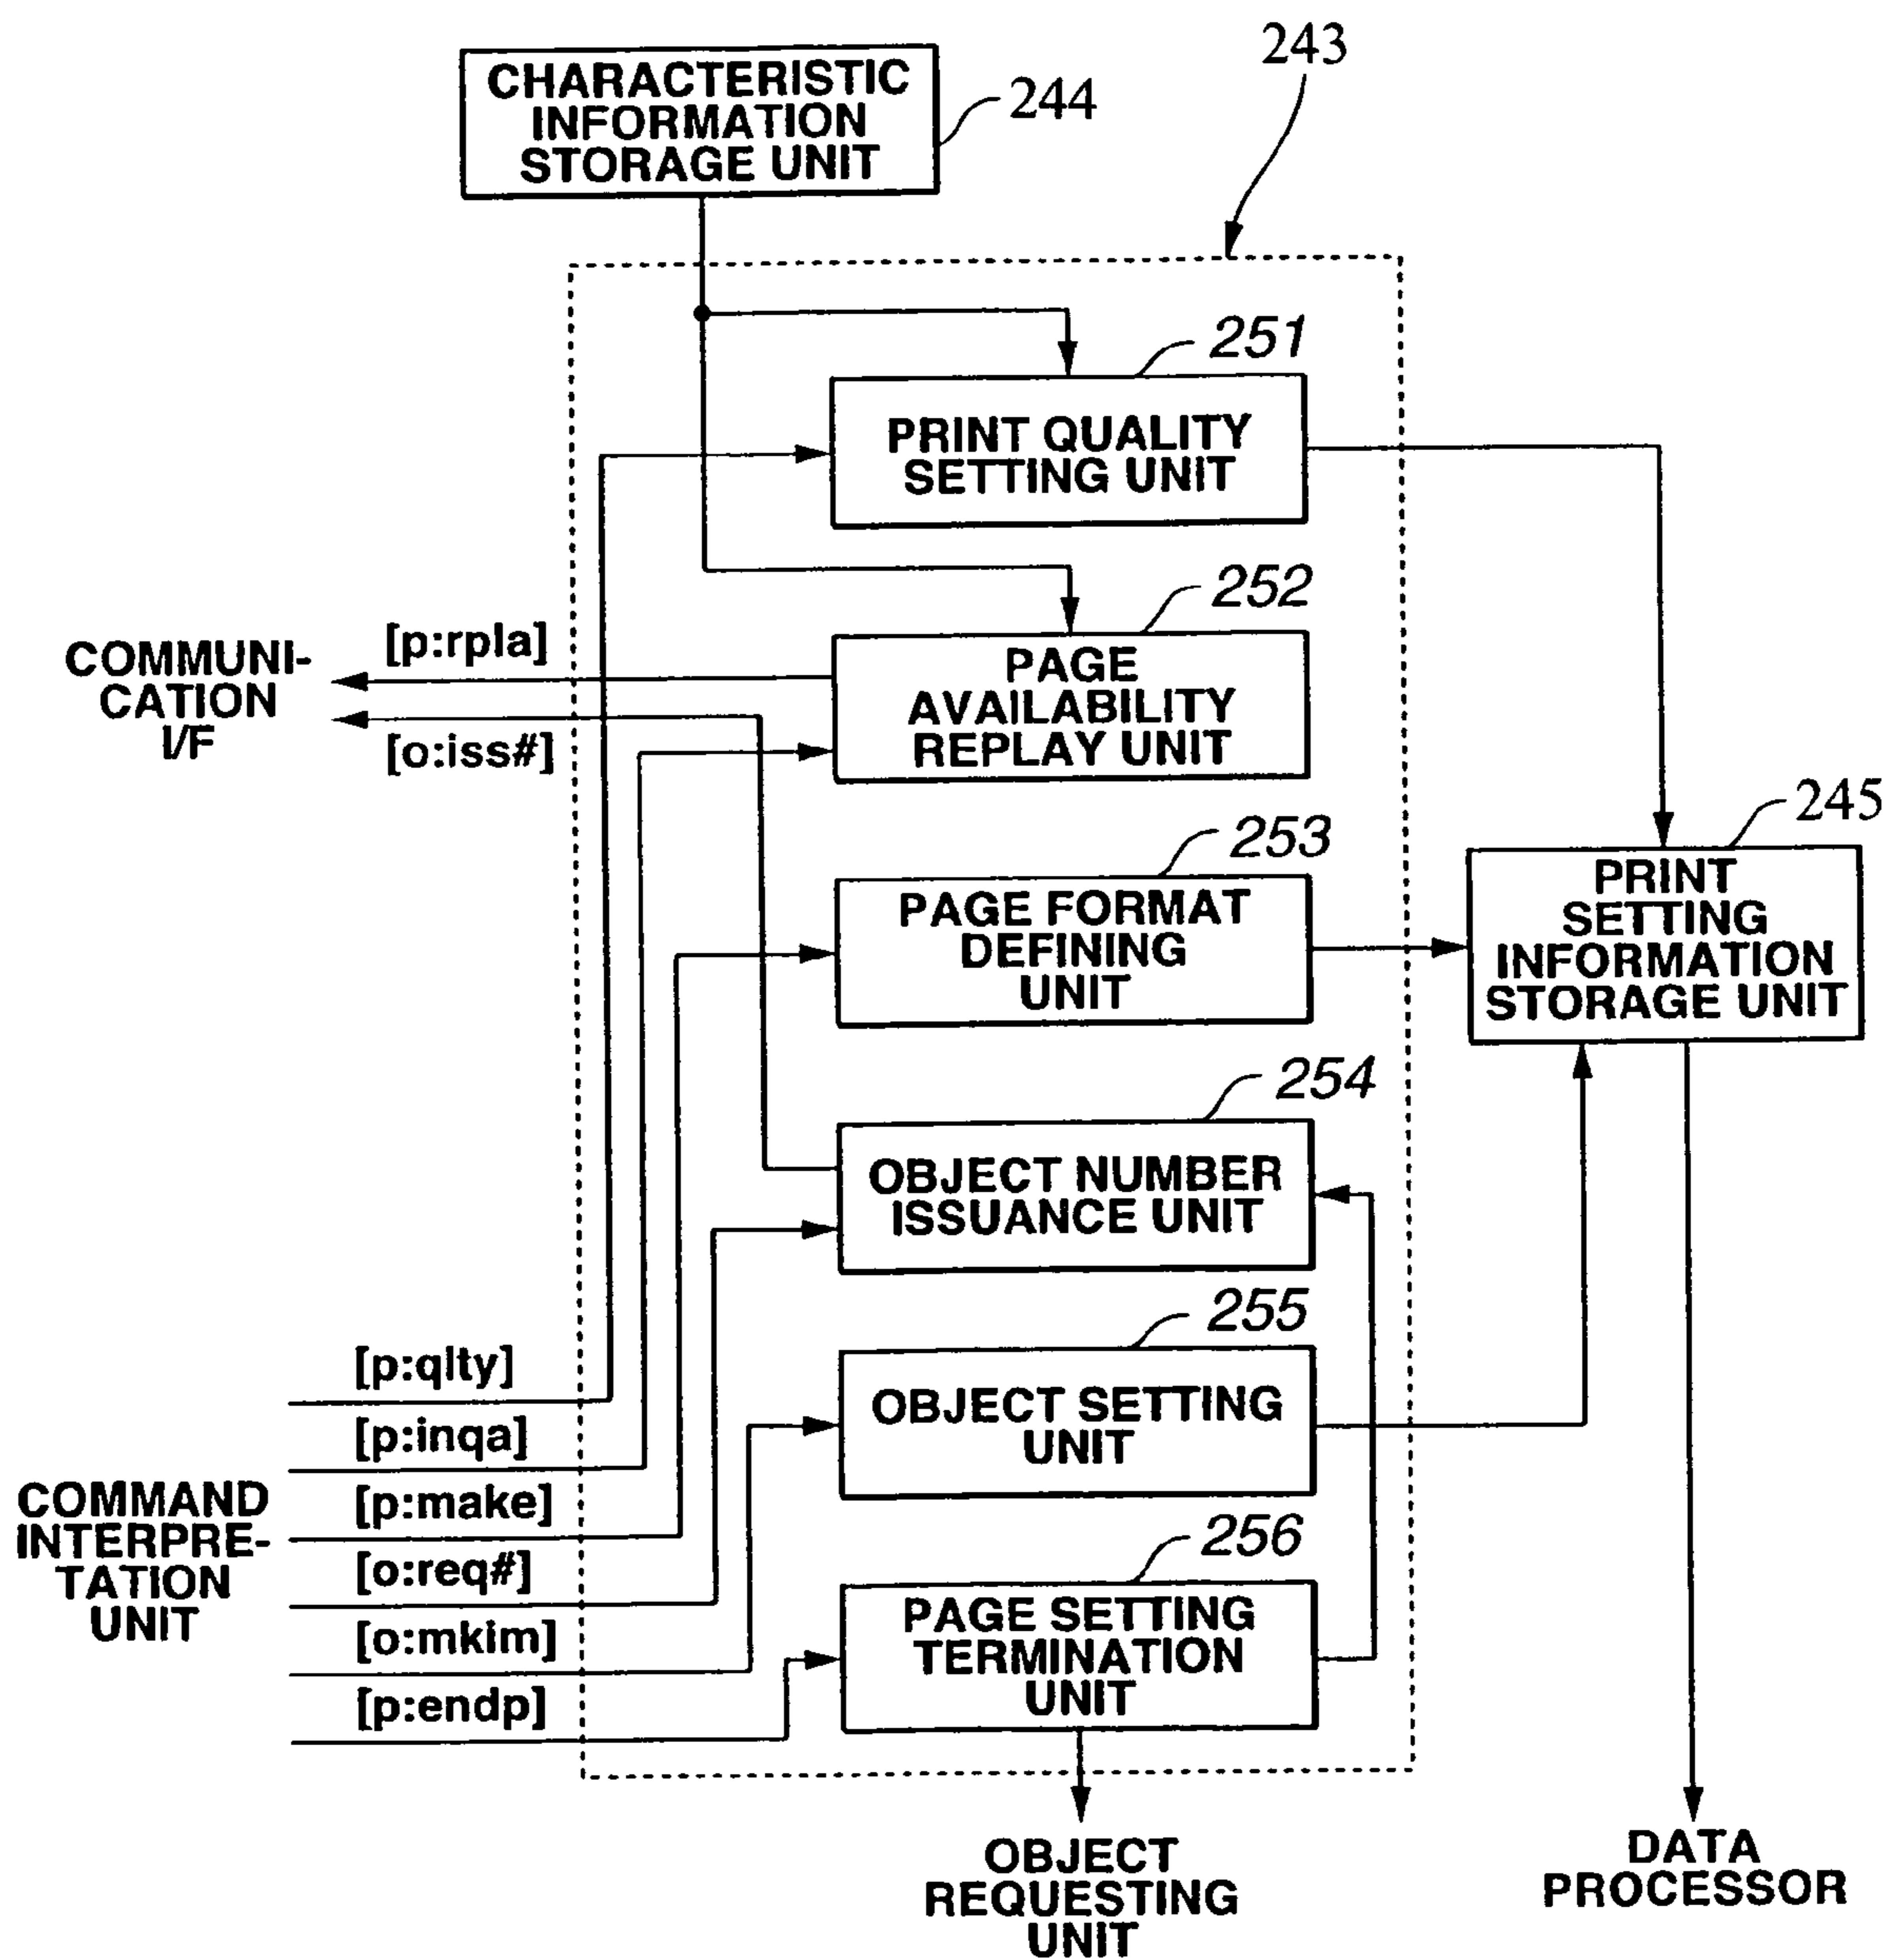 243
CHARACTERISTIC
INFORMATION
STORAGE UNIT
244
251
PRINT QUALITY
SETTING UNIT
252
[p:rpla]
COMMUNI-
CATION
I/F
[o:iss#]
PAGE
AVAILABILITY
REPLAY UNIT
253
PAGE FORMAT
DEFINING
UNIT
245
PRINT
SETTING
INFORMATION
STORAGE UNIT
254
OBJECT NUMBER
ISSUANCE UNIT
255
OBJECT SETTING
UNIT
[p:qlty]
[p:inqa]
[p:make]
[o:req#]
[o:mkim]
[p:endp]
COMMAND
INTERPRE-
TATION
UNIT
256
PAGE SETTING
TERMINATION
UNIT
OBJECT
REQUESTING
UNIT
DATA
PROCESSOR